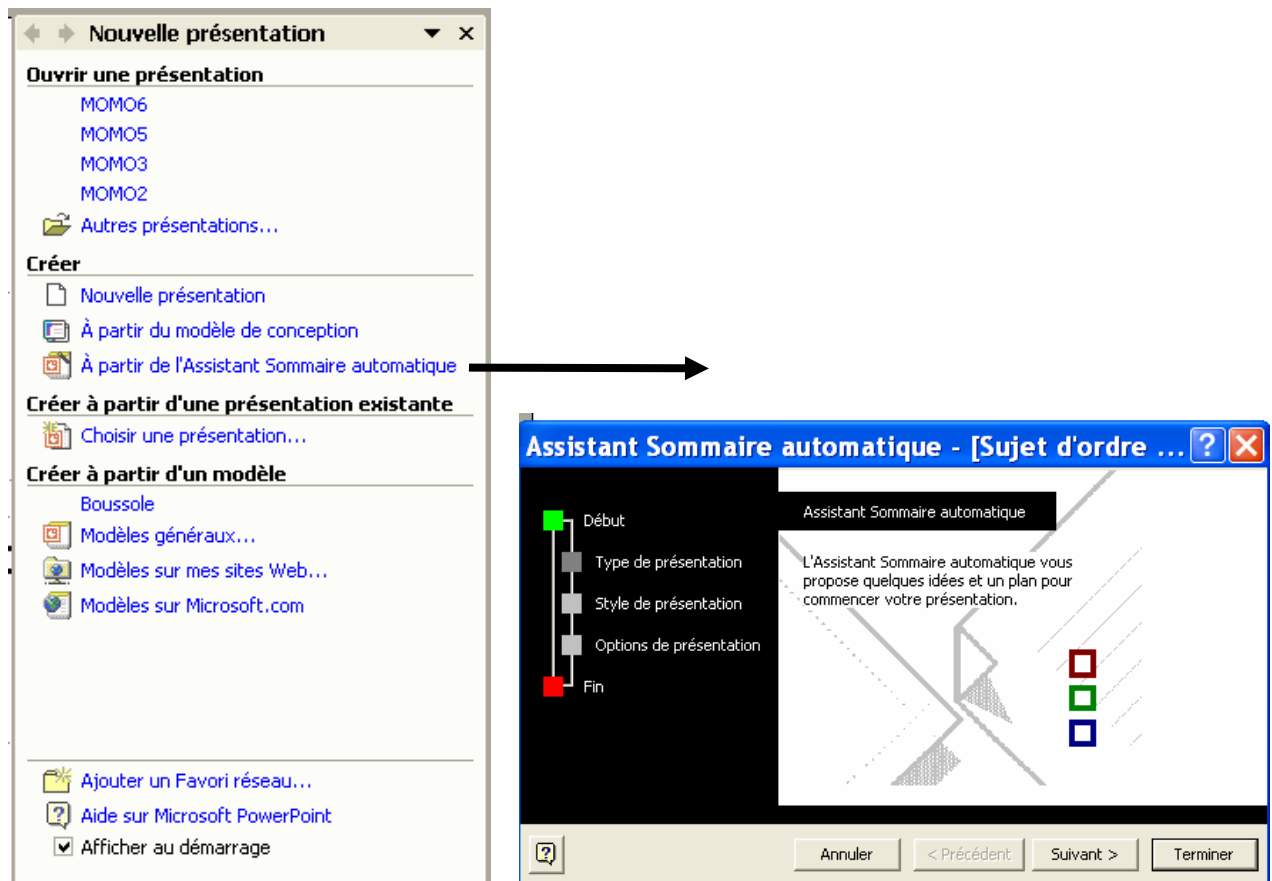 Nouvelle présentation
Ouvrir une présentation
MOMO6
MOMO5
MOMO3
MOMO2
Autres présentations...
Créer
Nouvelle présentation
À partir du modèle de conception
À partir de l'Assistant Sommaire automatique
Créer à partir d'une présentation existante
Choisir une présentation...
Créer à partir d'un modèle
Boussole
Modèles généraux...
Modèles sur mes sites Web...
Modèles sur Microsoft.com
Ajouter un Favori réseau...
Aide sur Microsoft PowerPoint
Afficher au démarrage
Assistant Sommaire automatique - [Sujet d'ordre ...
Début
Type de présentation
Style de présentation
Options de présentation
Fin
Assistant Sommaire automatique
L'Assistant Sommaire automatique vous
propose quelques idées et un plan pour
commencer votre présentation.
Annuler
< Précédent
Suivant >
Terminer